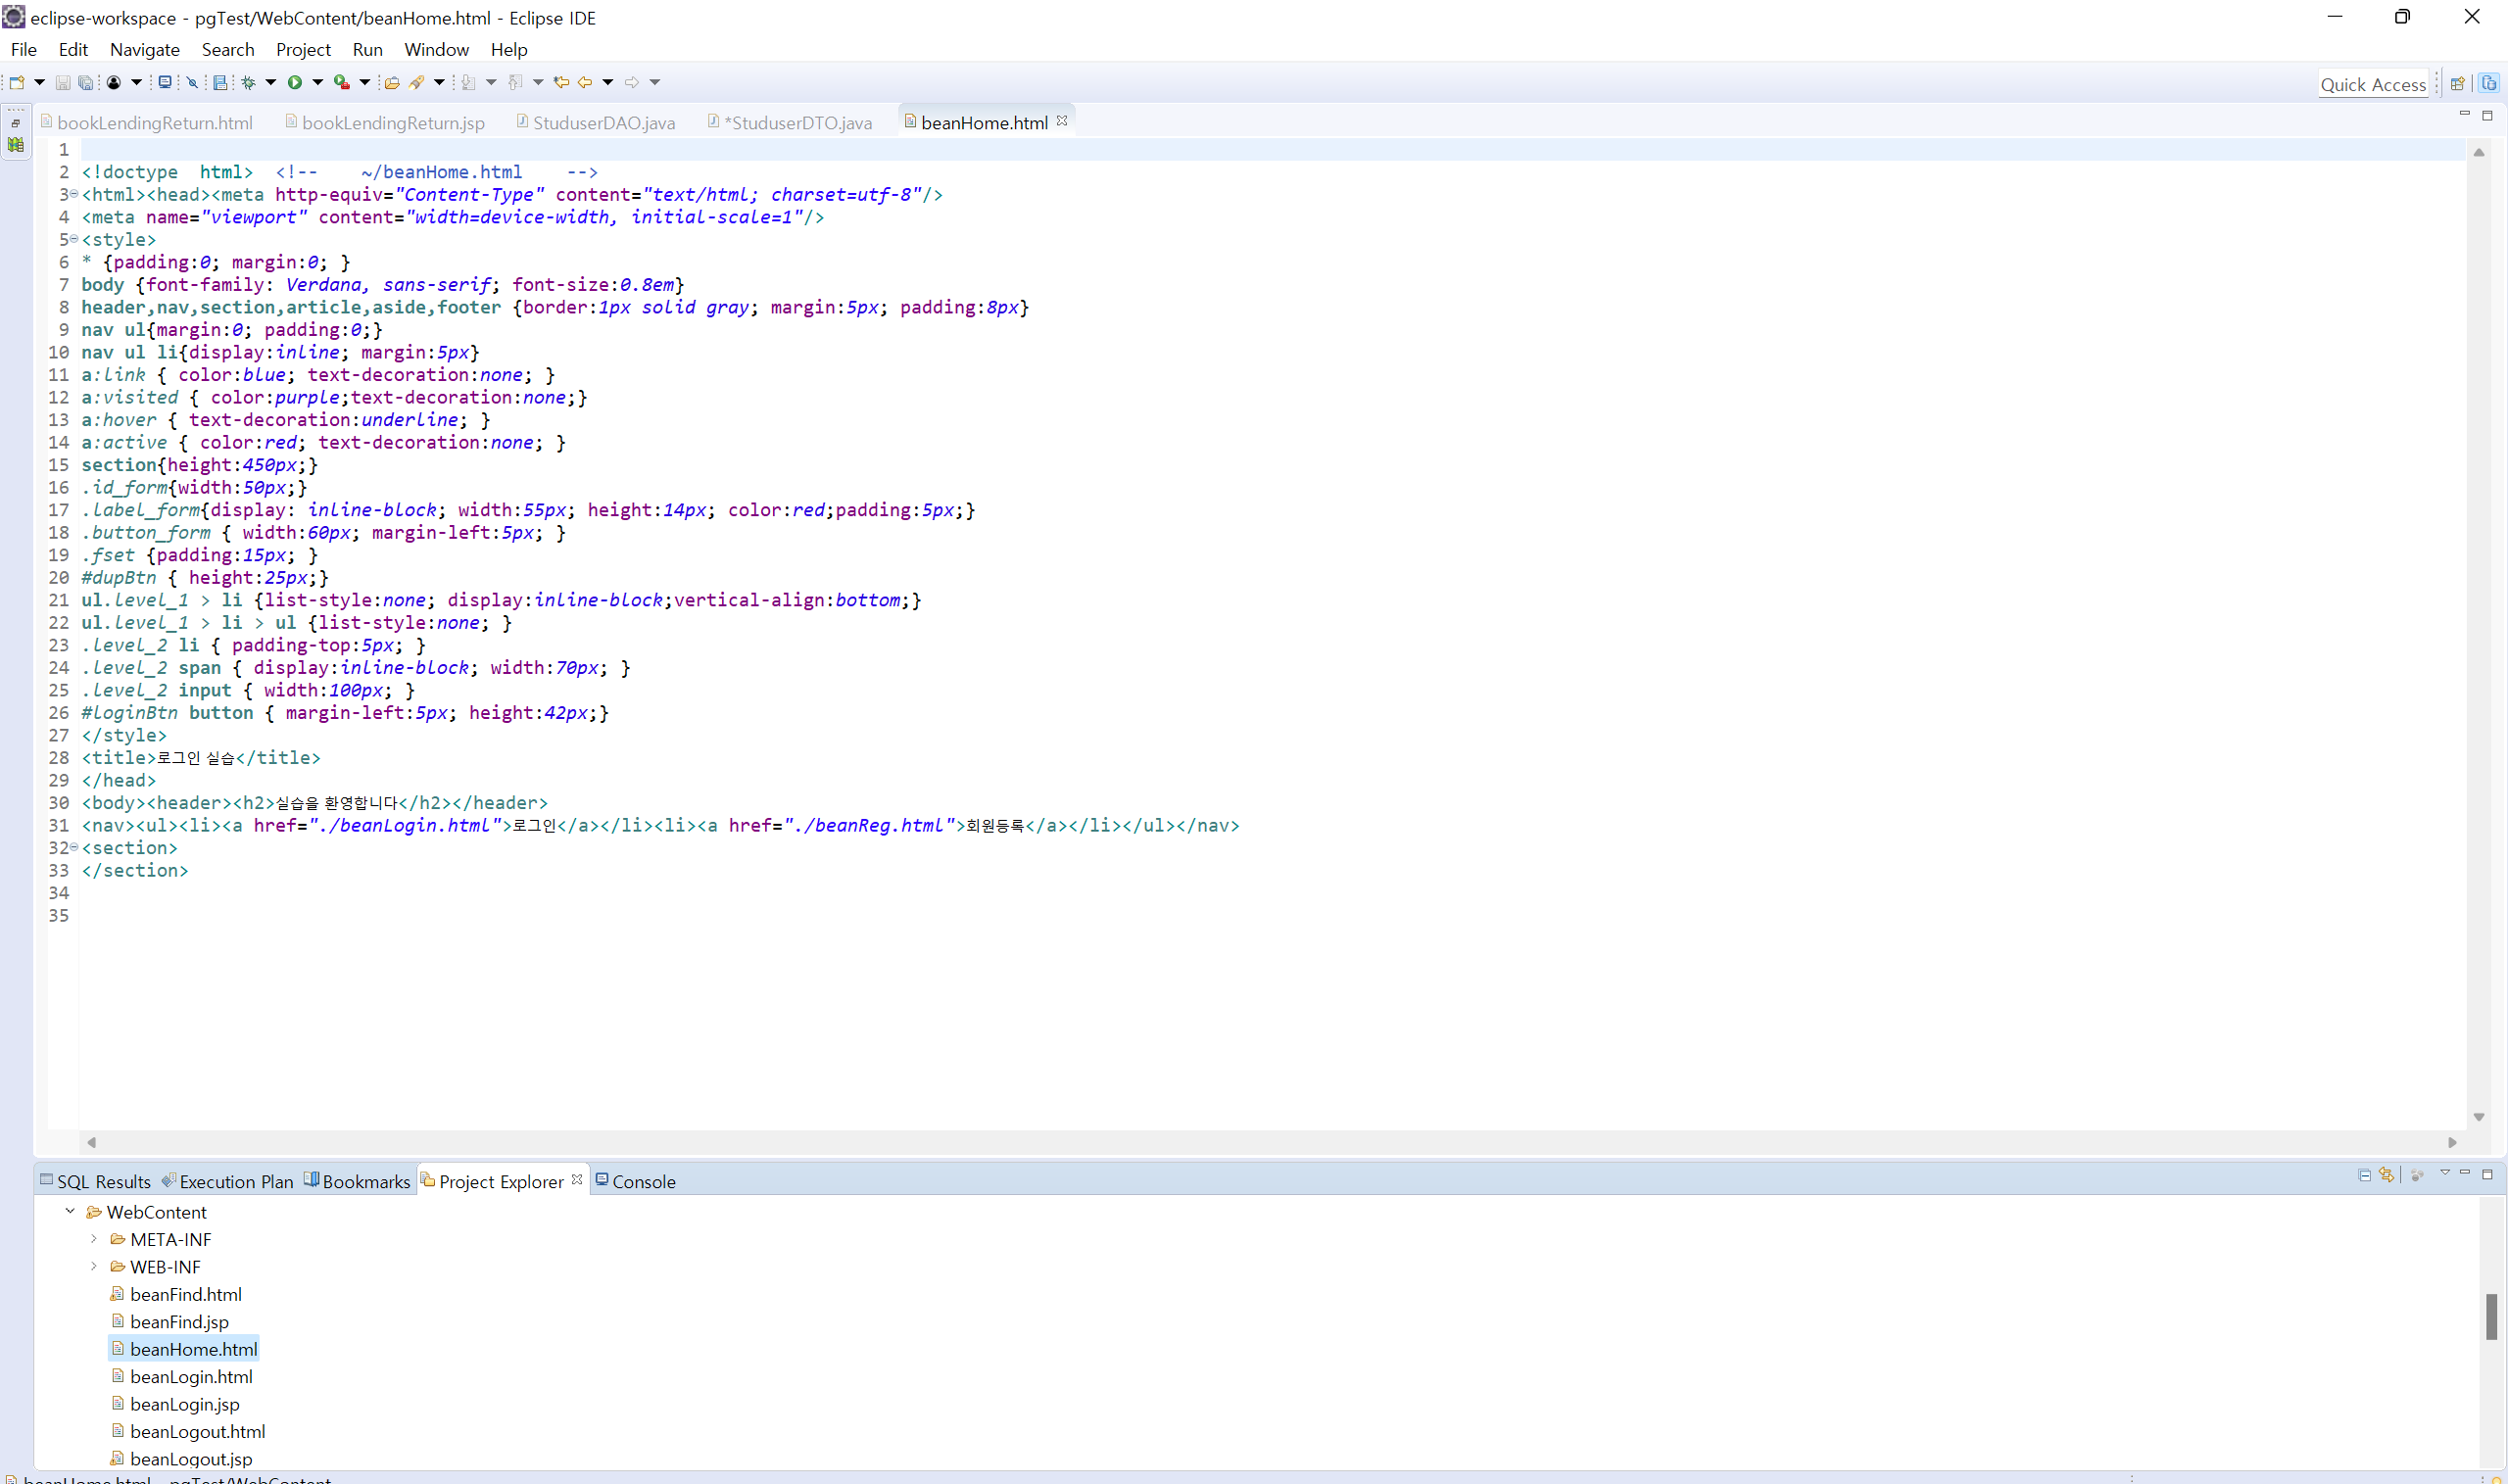 eclipse-workspace - pgTest/WebContent/beanHome.html - Eclipse IDE
File Edit Navigate Search Project Run Window Help
Quick Access
bookLendingReturn.html bookLendingReturn.jsp StuduserDAO.java *StuduserDTO.java beanHome.html
1
2 <!doctype  html>  <!--    ~/beanHome.html    -->
3 <html><head><meta http-equiv="Content-Type" content="text/html; charset=utf-8"/>
4 <meta name="viewport" content="width=device-width, initial-scale=1"/>
5 <style>
6 * {padding:0; margin:0; }
7 body {font-family: Verdana, sans-serif; font-size:0.8em}
8 header,nav,section,article,aside,footer {border:1px solid gray; margin:5px; padding:8px}
9 nav ul{margin:0; padding:0;}
10 nav ul li{display:inline; margin:5px}
11 a:link { color:blue; text-decoration:none; }
12 a:visited { color:purple;text-decoration:none;}
13 a:hover { text-decoration:underline; }
14 a:active { color:red; text-decoration:none; }
15 section{height:450px;}
16 .id_form{width:50px;}
17 .label_form{display: inline-block; width:55px; height:14px; color:red;padding:5px;}
18 .button_form { width:60px; margin-left:5px; }
19 .fset {padding:15px; }
20 #dupBtn { height:25px;}
21 ul.level_1 > li {list-style:none; display:inline-block;vertical-align:bottom;}
22 ul.level_1 > li > ul {list-style:none; }
23 .level_2 li { padding-top:5px; }
24 .level_2 span { display:inline-block; width:70px; }
25 .level_2 input { width:100px; }
26 #loginBtn button { margin-left:5px; height:42px;}
27 </style>
28 <title>로그인 실습</title>
29 </head>
30 <body><header><h2>실습을 환영합니다</h2></header>
31 <nav><ul><li><a href="./beanLogin.html">로그인</a></li><li><a href="./beanReg.html">회원등록</a></li></ul></nav>
32 <section>
33 </section>
34
35
SQL Results Execution Plan Bookmarks Project Explorer Console
WebContent
META-INF
WEB-INF
beanFind.html
beanFind.jsp
beanHome.html
beanLogin.html
beanLogin.jsp
beanLogout.html
beanLogout.jsp
beanHome.html - pgTest/WebContent